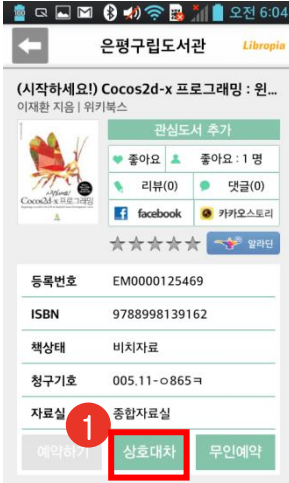 오전 6:04
은평구립도서관
Libropia
(시작하세요!) Cocos2d-x 프로그래밍 : 윈...
이재환 지음 | 위키북스
관심도서 추가
좋아요 좋아요 : 1 명
리뷰(0) 댓글(0)
facebook 카카오스토리
알라딘
Cocos2d-x 프로그래밍
등록번호 EM0000125469
ISBN 9788998139162
책상태 비치자료
청구기호 005.11-ㅇ865ㅋ
자료실 종합자료실
1
예약하기 상호대차 무인예약